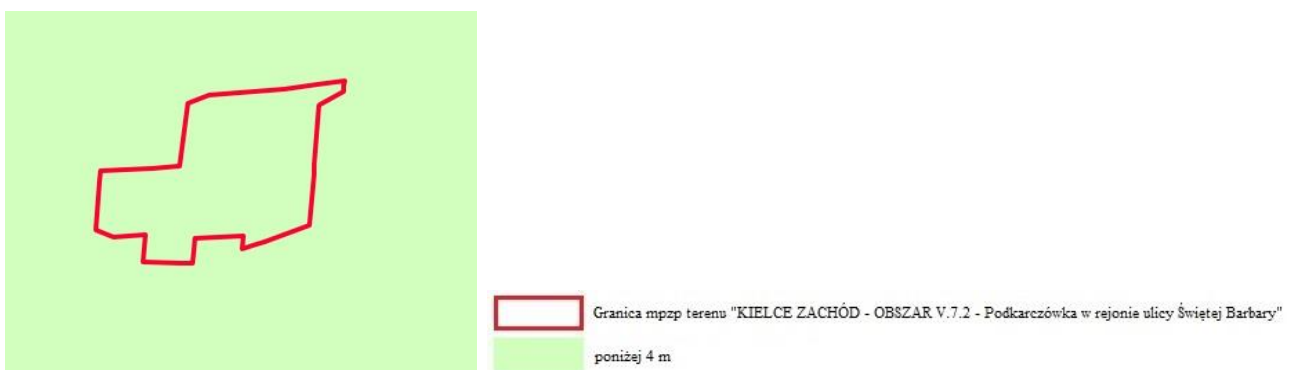 Granica mpzp terenu "KIELCE ZACHÓD - OBSZAR V.7.2 - Podkarczówka w rejonie ulicy Świętej Barbary"
poniżej 4 m